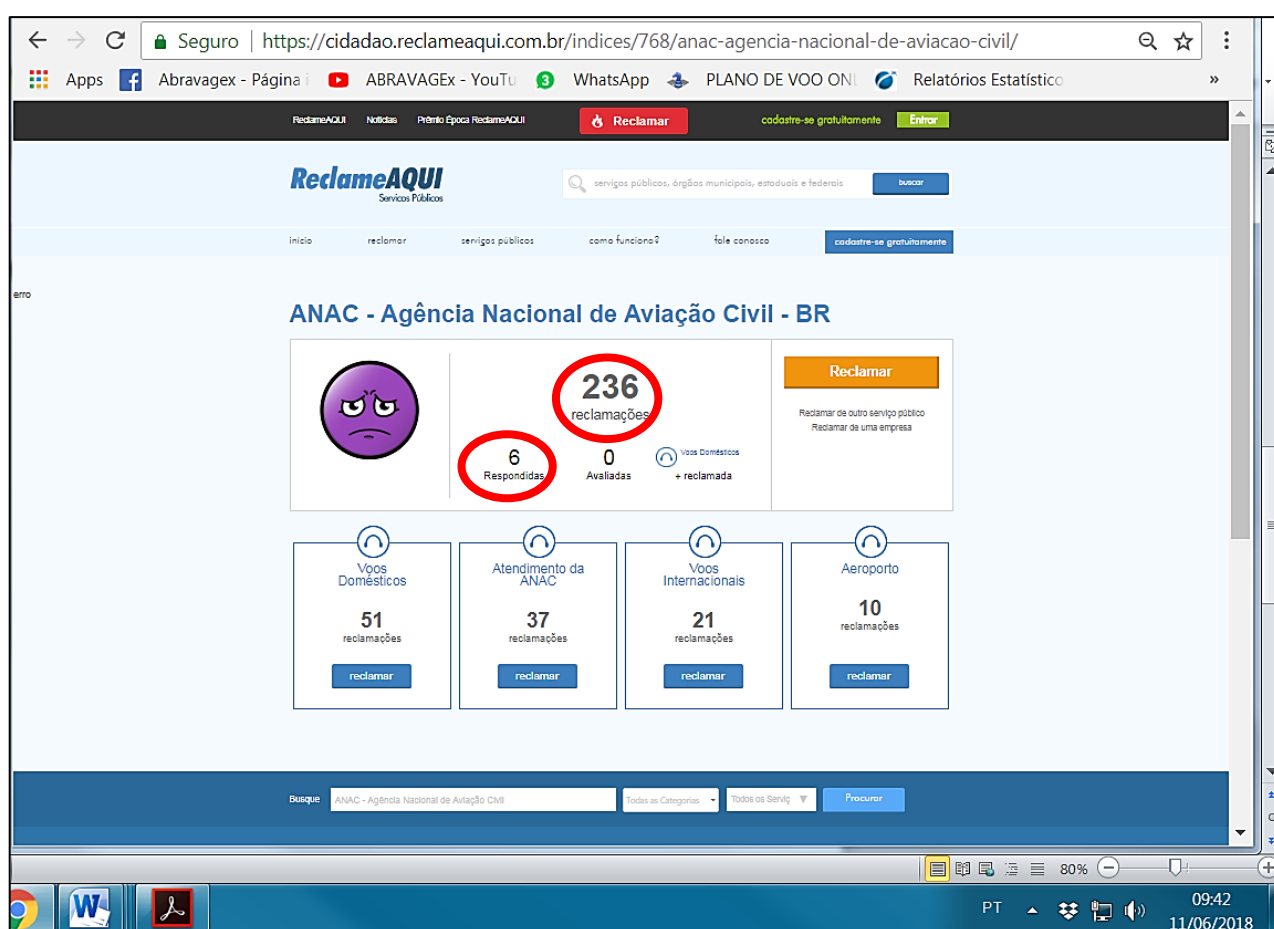 Seguro | https://cidadao.reclameaqui.com.br/indices/768/anac-agencia-nacional-de-aviacao-civil/
Apps Abravagex - Página i ABRAVAGEx - YouTu 3 WhatsApp PLANO DE VOO ONL Relatórios Estatístico »
ReclameAQUI Notícias Prêmio Época ReclameAQUI Reclamar cadastre-se gratuitamente Entrar
ReclameAQUI
Serviços Públicos
serviços públicos, órgãos municipais, estaduais e federais buscar
início reclamar serviços públicos como funciona? fale conosco cadastre-se gratuitamente
erro
ANAC - Agência Nacional de Aviação Civil - BR
236
reclamações
6
Respondidas
0
Avaliadas
Voos Domésticos
+ reclamada
Reclamar
Reclamar de outro serviço público
Reclamar de uma empresa
Voos
Domésticos
51
reclamações
reclamar
Atendimento da
ANAC
37
reclamações
reclamar
Voos
Internacionais
21
reclamações
reclamar
Aeroporto
10
reclamações
reclamar
Busque ANAC - Agência Nacional de Aviação Civil Todas as Categorias Todos os Serviç Procurar
80%
PT 09:42
11/06/2018